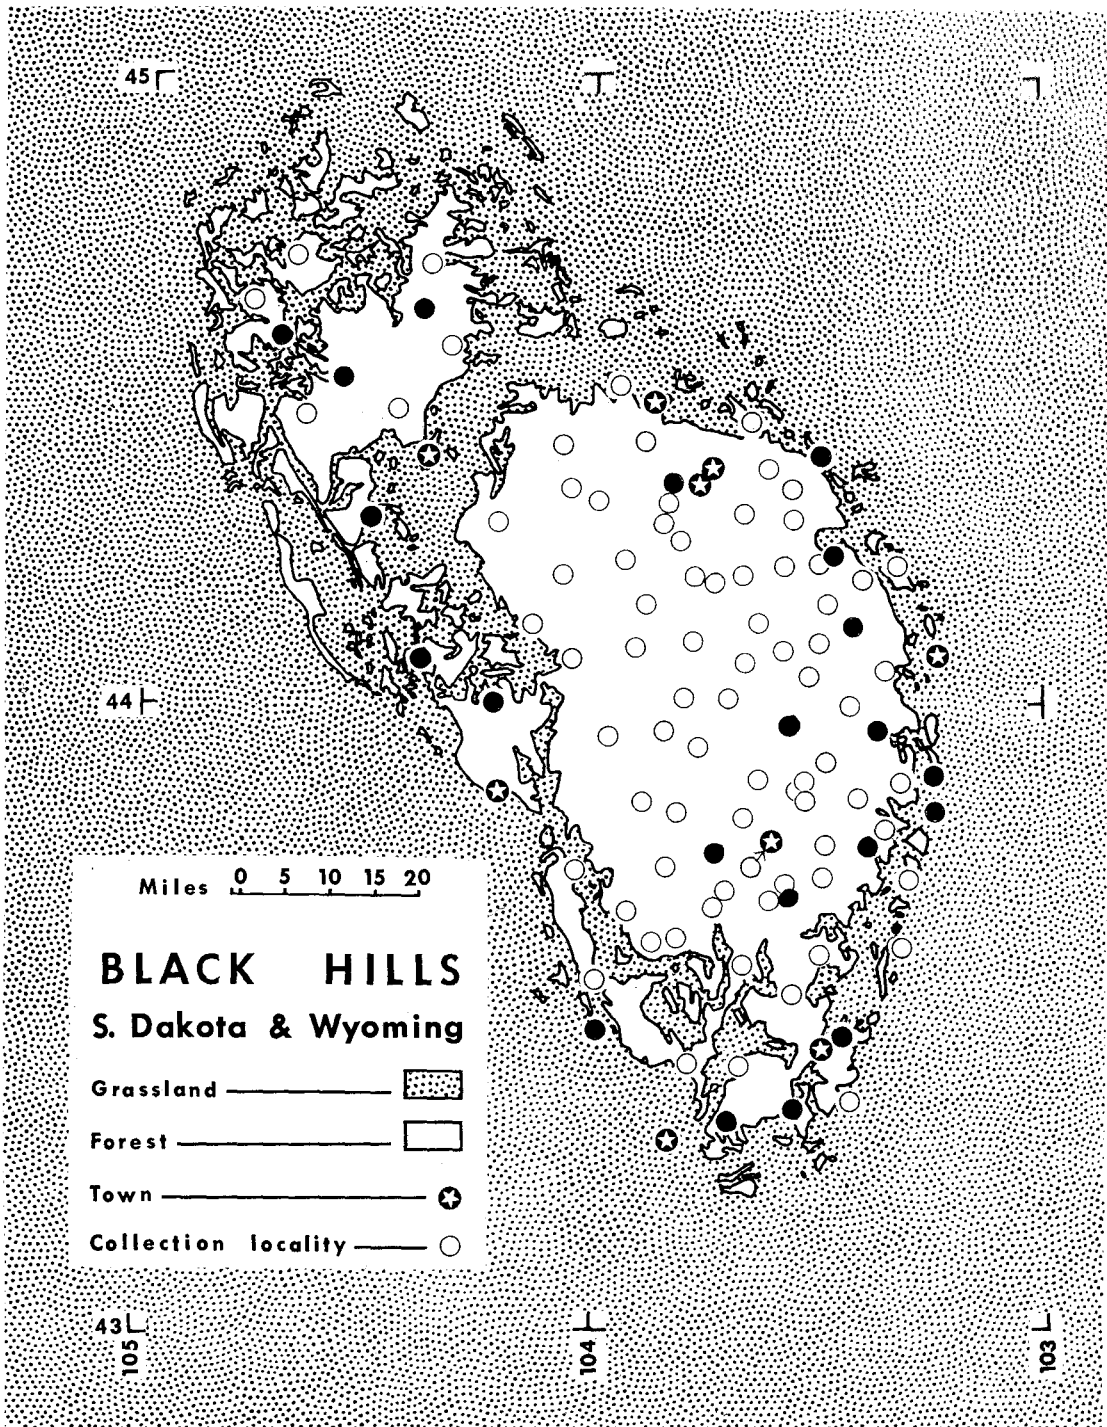 45
44
Miles 0 5 10 15 20
BLACK HILLS
S. Dakota & Wyoming
Grassland
Forest
Town
Collection locality
43
105
104
103